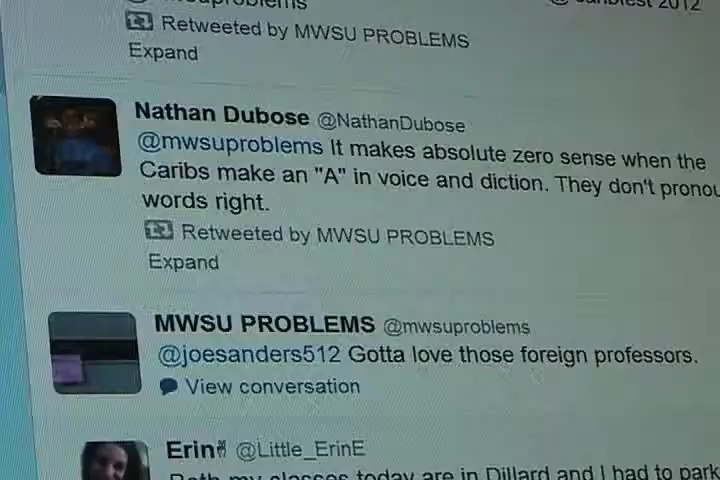 Retweeted by MWSU PROBLEMS
Expand
Nathan Dubose @NathanDubose
@mwsuproblems It makes absolute zero sense when the
Caribs make an "A" in voice and diction. They don't pronou
words right.
Retweeted by MWSU PROBLEMS
Expand
MWSU PROBLEMS @mwsuproblems
@joesanders512 Gotta love those foreign professors.
View conversation
Erin @Little_ErinE
Both my classes today are in Dillard and I had to park